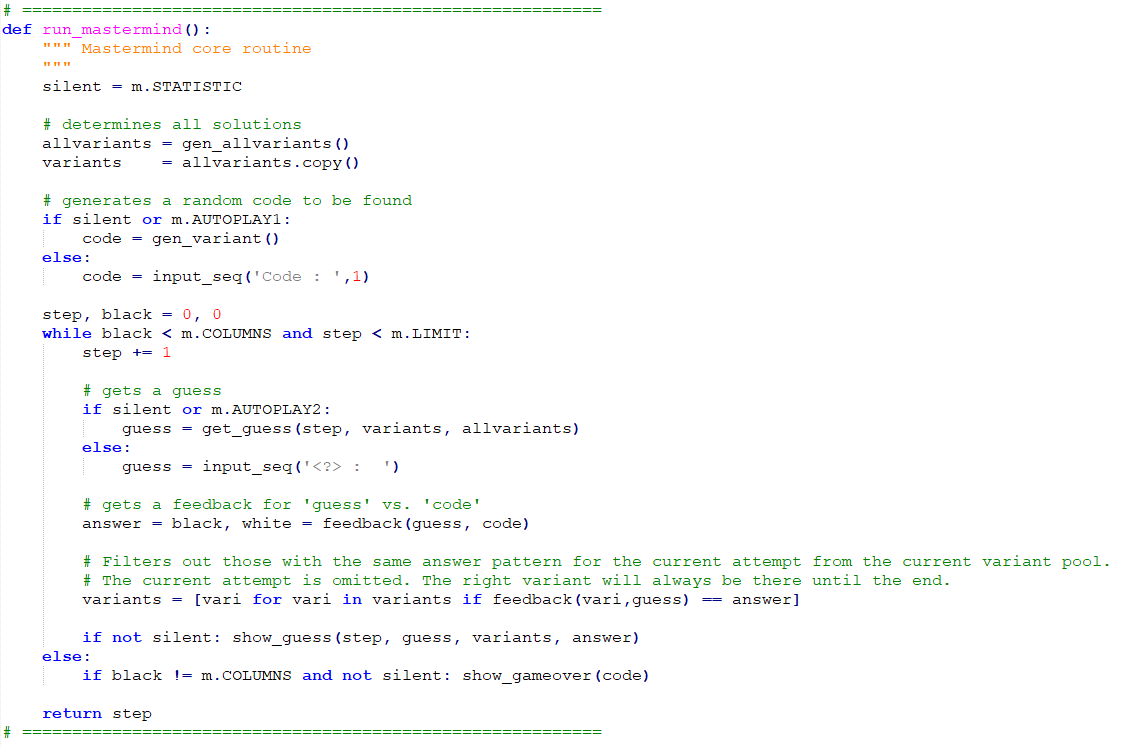 # ==========================================================
def run_mastermind():
    """ Mastermind core routine
    """
    silent = m.STATISTIC
    # determines all solutions
    allvariants = gen_allvariants()
    variants    = allvariants.copy()
    # generates a random code to be found
    if silent or m.AUTOPLAY1:
        code = gen_variant()
    else:
        code = input_seq('Code : ',1)
    step, black = 0, 0
    while black < m.COLUMNS and step < m.LIMIT:
        step += 1
        # gets a guess
        if silent or m.AUTOPLAY2:
            guess = get_guess(step, variants, allvariants)
        else:
            guess = input_seq('<?> :  ')
        # gets a feedback for 'guess' vs. 'code'
        answer = black, white = feedback(guess, code)
        # Filters out those with the same answer pattern for the current attempt from the current variant pool.
        # The current attempt is omitted. The right variant will always be there until the end.
        variants = [vari for vari in variants if feedback(vari,guess) == answer]
        if not silent: show_guess(step, guess, variants, answer)
    else:
        if black != m.COLUMNS and not silent: show_gameover(code)
    return step
# ==========================================================